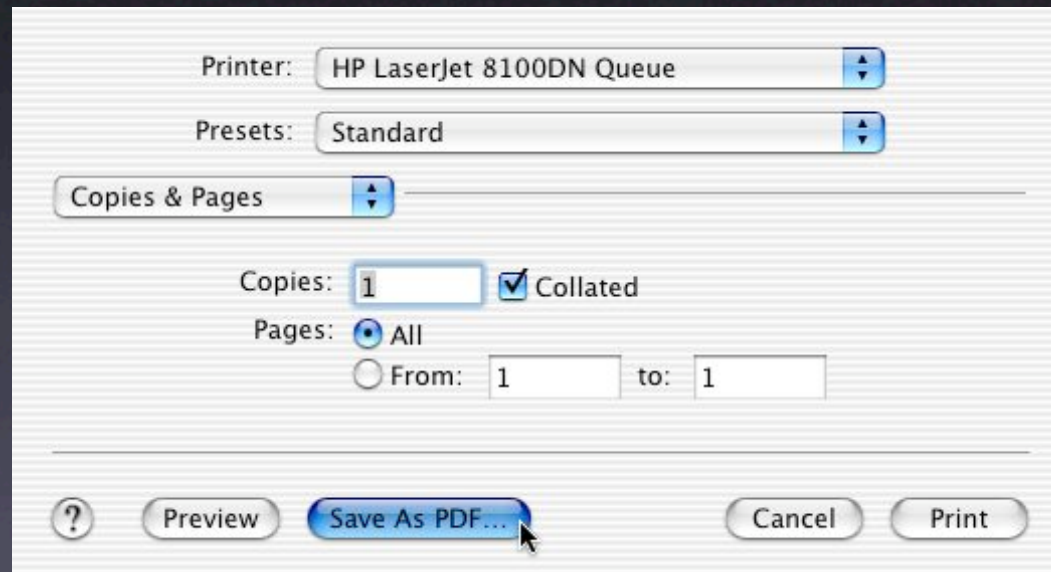 Printer: HP LaserJet 8100DN Queue
Presets: Standard
Copies & Pages
Copies: 1 Collated
Pages: All
From: 1 to: 1
? Preview Save As PDF... Cancel Print